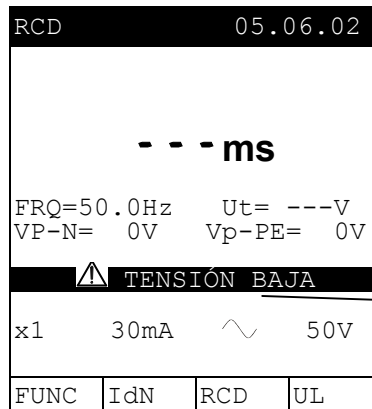 RCD 05.06.02
- - - ms
FRQ=50.0Hz Ut= ---V
VP-N= 0V Vp-PE= 0V
TENSIÓN BAJA
x1 30mA 50V
FUNC IdN RCD UL